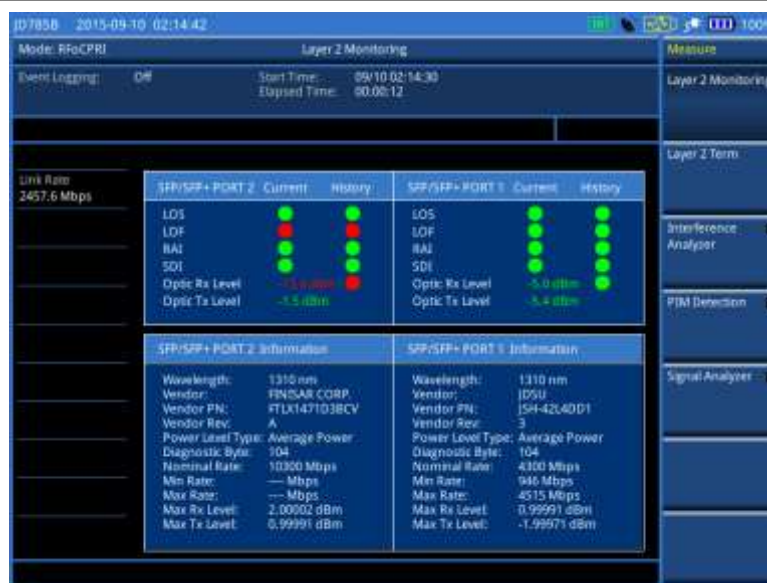 JD785B 2015-09-10 02:14:42 100%
Mode: RFoCPRI Layer 2 Monitoring Measure
Event Logging: Off Start Time: 09/10 02:14:30
Elapsed Time: 00:00:12
Layer 2 Monitoring
Layer 2 Term
Interference Analyzer
PIM Detection
Signal Analyzer
Link Rate
2457.6 Mbps
SFP/SFP+ PORT 2 Current History
LOS
LOF
RAI
SDI
Optic Rx Level
Optic Tx Level -1.5 dBm
SFP/SFP+ PORT 1 Current History
LOS
LOF
RAI
SDI
Optic Rx Level -5.0 dBm
Optic Tx Level -5.4 dBm
SFP/SFP+ PORT 2 Information
Wavelength: 1310 nm
Vendor: FINISAR CORP.
Vendor PN: FTLX1471D3BCV
Vendor Rev: A
Power Level Type: Average Power
Diagnostic Byte: 104
Nominal Rate: 10300 Mbps
Min Rate: --- Mbps
Max Rate: --- Mbps
Max Rx Level: 2.00002 dBm
Max Tx Level: 0.99991 dBm
SFP/SFP+ PORT 1 Information
Wavelength: 1310 nm
Vendor: JDSU
Vendor PN: JSH-42L4DD1
Vendor Rev: 3
Power Level Type: Average Power
Diagnostic Byte: 104
Nominal Rate: 4300 Mbps
Min Rate: 946 Mbps
Max Rate: 4515 Mbps
Max Rx Level: 0.99991 dBm
Max Tx Level: -1.99971 dBm